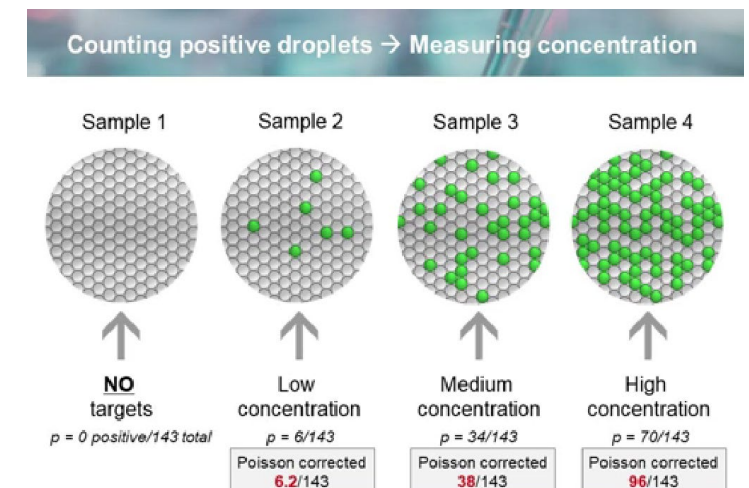 Counting positive droplets → Measuring concentration
Sample 1
Sample 2
Sample 3
Sample 4
NO
targets
p = 0 positive/143 total
Low
concentration
p = 6/143
Poisson corrected
6.2/143
Medium
concentration
p = 34/143
Poisson corrected
38/143
High
concentration
p = 70/143
Poisson corrected
96/143